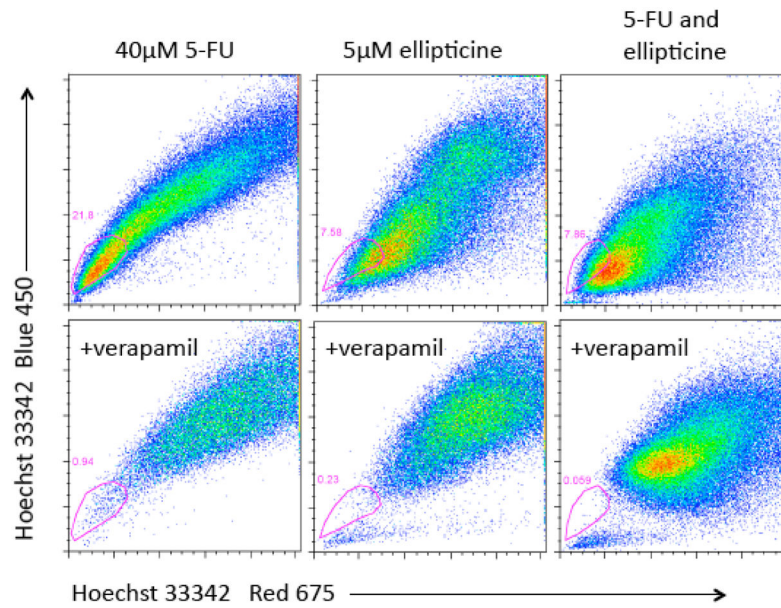 40µM 5-FU
5µM ellipticine
5-FU and
ellipticine
21.8
7.58
7.86
+verapamil
+verapamil
+verapamil
0.94
0.23
0.059
Hoechst 33342 Blue 450
Hoechst 33342 Red 675